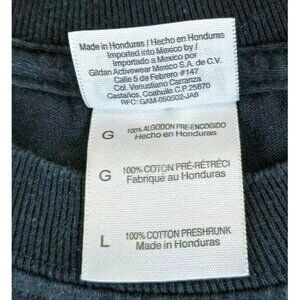 Made in Honduras / Hecho en Honduras
Imported into Mexico by /
Importado a Mexico por
Gildan Activewear Mexico S.A. de C.V.
Calle 5 de Febrero #147
Col. Venustiano Carranza
Castaños, Coahuila C.P.25870
RFC: GAM-050502-JA8
G 100% ALGODON PRE-ENCOGIDO
Hecho en Honduras
G 100% COTON PRÉ-RÉTRÉCI
Fabriqué au Honduras
L 100% COTTON PRESHRUNK
Made in Honduras